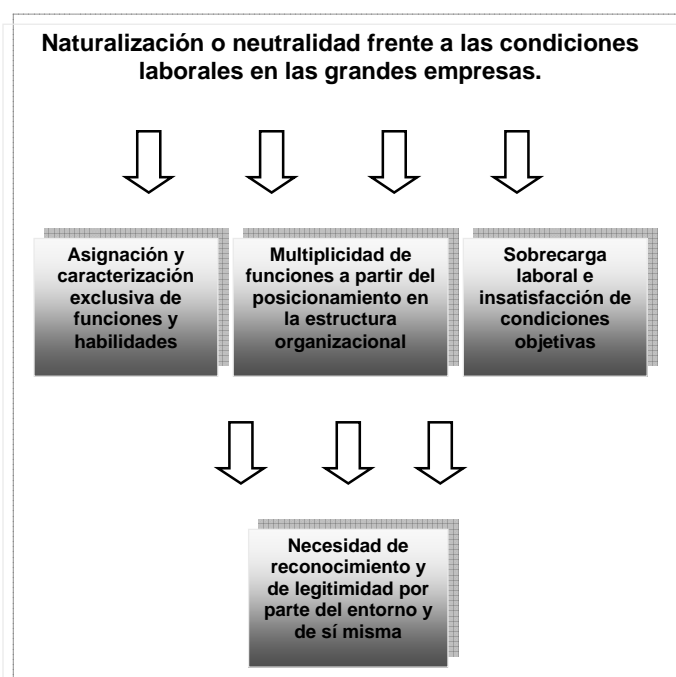 Naturalización o neutralidad frente a las condiciones
laborales en las grandes empresas.
Asignación y
caracterización
exclusiva de
funciones y
habilidades
Multiplicidad de
funciones a partir del
posicionamiento en
la estructura
organizacional
Sobrecarga
laboral e
insatisfacción de
condiciones
objetivas
Necesidad de
reconocimiento y
de legitimidad por
parte del entorno y
de sí misma